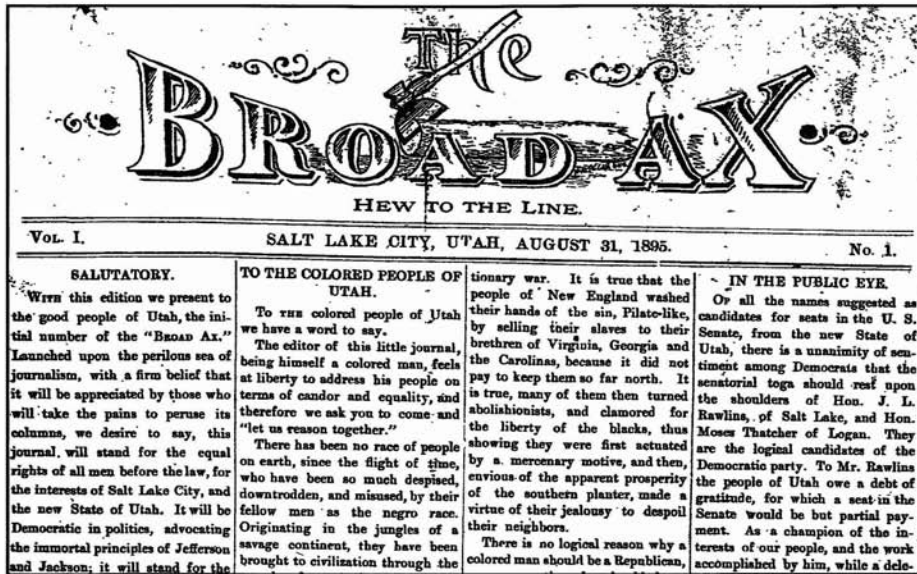 The
BROAD AX
HEW TO THE LINE.
VOL. I. SALT LAKE CITY, UTAH, AUGUST 31, 1895. No. 1.
SALUTATORY.
WITH this edition we present to
the good people of Utah, the ini-
tial number of the "BROAD AX."
Launched upon the perilous sea of
journalism, with a firm belief that
it will be appreciated by those who
will take the pains to peruse its
columns, we desire to say, this
journal will stand for the equal
rights of all men before the law, for
the interests of Salt Lake City, and
the new State of Utah. It will be
Democratic in politics, advocating
the immortal principles of Jefferson
and Jackson; it will stand for the
TO THE COLORED PEOPLE OF
UTAH.
To THE colored people of Utah
we have a word to say.
The editor of this little journal,
being himself a colored man, feels
at liberty to address his people on
terms of candor and equality, and
therefore we ask you to come and
"let us reason together."
There has been no race of people
on earth, since the flight of time,
who have been so much despised,
downtrodden, and misused, by their
fellow men as the negro race.
Originating in the jungles of a
savage continent, they have been
brought to civilization through the
tionary war. It is true that the
people of New England washed
their hands of the sin, Pilate-like,
by selling their slaves to their
brethren of Virginia, Georgia and
the Carolinas, because it did not
pay to keep them so far north. It
is true, many of them then turned
abolishionists, and clamored for
the liberty of the blacks, thus
showing they were first actuated
by a mercenary motive, and then,
envious of the apparent prosperity
of the southern planter, made a
virtue of their jealousy to despoil
their neighbors.
There is no logical reason why a
colored man should be a Republican,
IN THE PUBLIC EYE.
OF all the names suggested as
candidates for seats in the U. S.
Senate, from the new State of
Utah, there is a unanimity of sen-
timent among Democrats that the
senatorial toga should rest upon
the shoulders of Hon. J. L.
Rawlins, of Salt Lake, and Hon.
Moses Thatcher of Logan. They
are the logical candidates of the
Democratic party. To Mr. Rawlins
the people of Utah owe a debt of
gratitude, for which a seat in the
Senate would be but partial pay-
ment. As a champion of the in-
terests of our people, and the work
accomplished by him, while a dele-